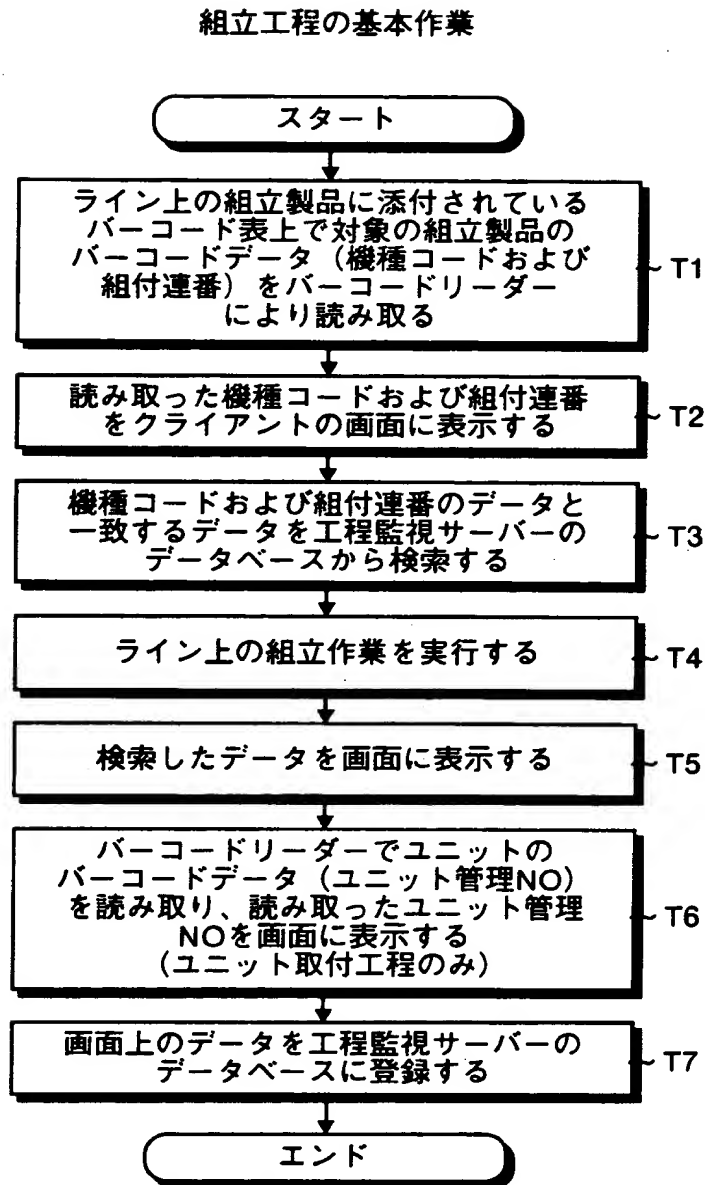 組立工程の基本作業
スタート
ライン上の組立製品に添付されている
バーコード表上で対象の組立製品の
バーコードデータ（機種コードおよび
組付連番）をバーコードリーダー
により読み取る
T1
読み取った機種コードおよび組付連番
をクライアントの画面に表示する
T2
機種コードおよび組付連番のデータと
一致するデータを工程監視サーバーの
データベースから検索する
T3
ライン上の組立作業を実行する
T4
検索したデータを画面に表示する
T5
バーコードリーダーでユニットの
バーコードデータ（ユニット管理NO）
を読み取り、読み取ったユニット管理
NOを画面に表示する
（ユニット取付工程のみ）
T6
画面上のデータを工程監視サーバーの
データベースに登録する
T7
エンド